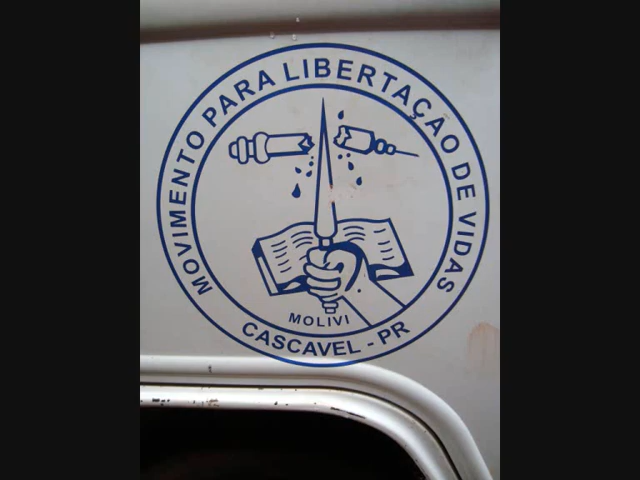 MOVIMENTO PARA LIBERTAÇÃO DE VIDAS
MOLIVI
CASCAVEL - PR